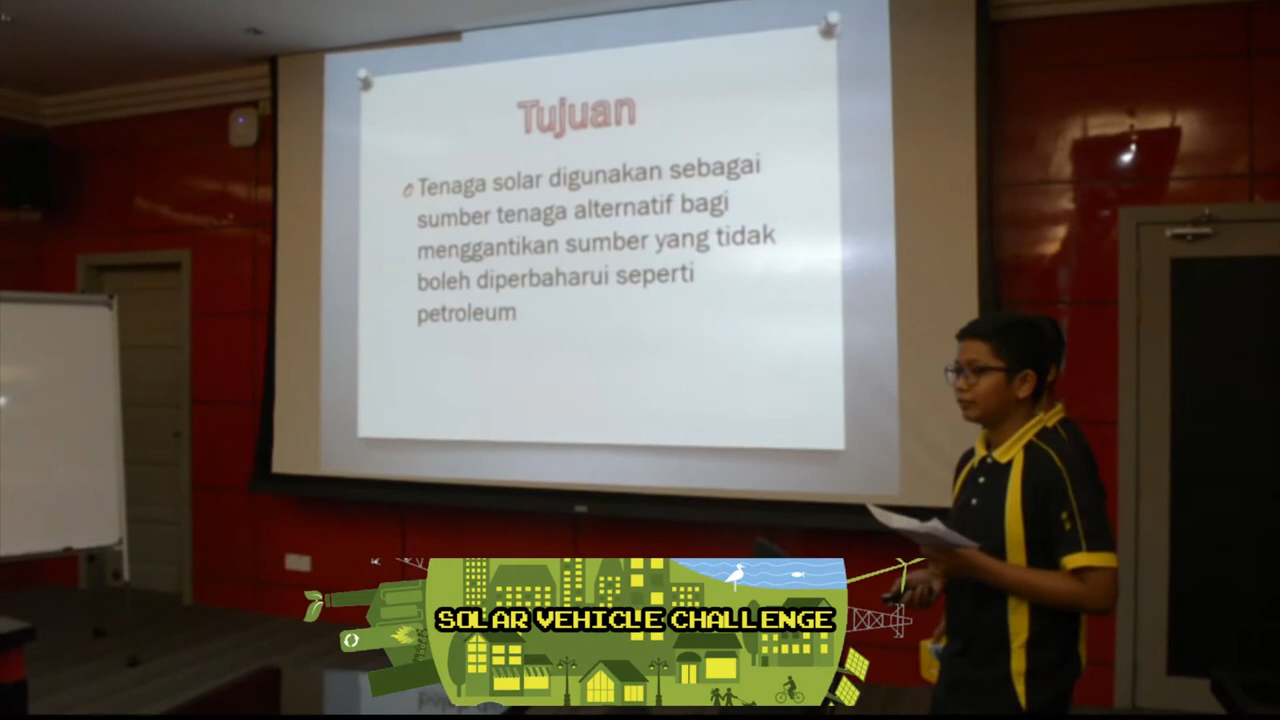 Tujuan
Tenaga solar digunakan sebagai
sumber tenaga alternatif bagi
menggantikan sumber yang tidak
boleh diperbaharui seperti
petroleum
SOLAR VEHICLE CHALLENGE